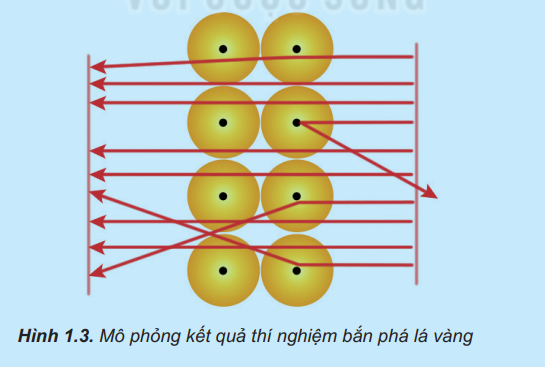 Hình 1.3. Mô phỏng kết quả thí nghiệm bắn phá lá vàng